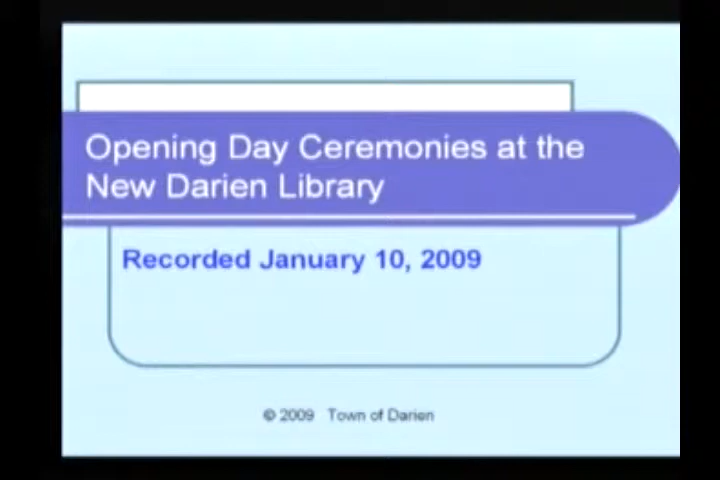 Opening Day Ceremonies at the
New Darien Library
Recorded January 10, 2009
© 2009 Town of Darien